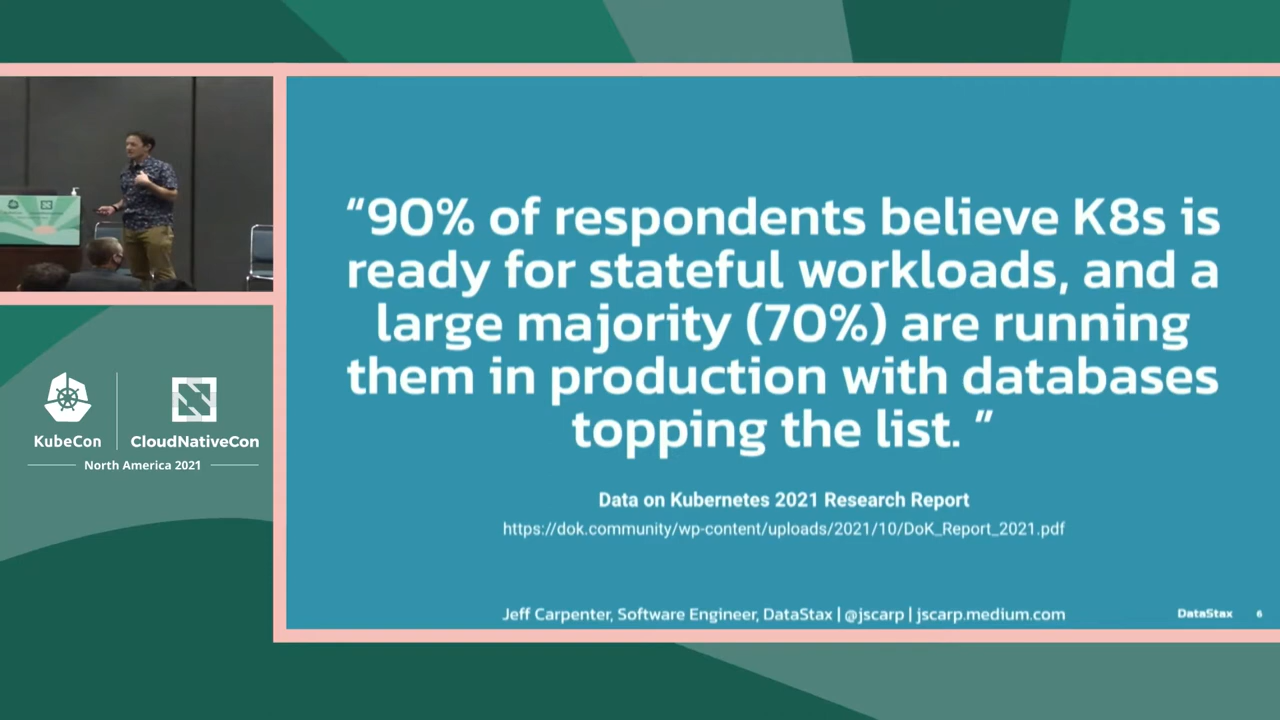 “90% of respondents believe K8s is
ready for stateful workloads, and a
large majority (70%) are running
them in production with databases
topping the list. ”
Data on Kubernetes 2021 Research Report
https://dok.community/wp-content/uploads/2021/10/DoK_Report_2021.pdf
Jeff Carpenter, Software Engineer, DataStax | @jscarp | jscarp.medium.com
DataStax 6
KubeCon
CloudNativeCon
North America 2021